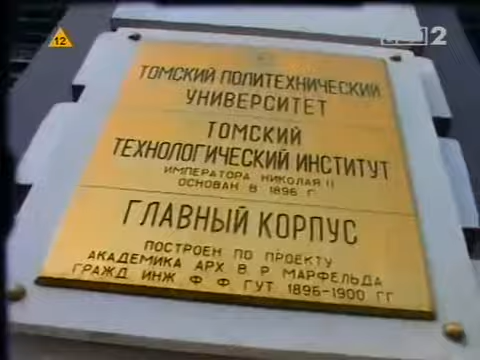 12
2
ТОМСКИЙ ПОЛИТЕХНИЧЕСКИЙ
УНИВЕРСИТЕТ
ТОМСКИЙ
ТЕХНОЛОГИЧЕСКИЙ ИНСТИТУТ
ИМПЕРАТОРА НИКОЛАЯ II
ОСНОВАН В 1896 Г.
ГЛАВНЫЙ КОРПУС
ПОСТРОЕН ПО ПРОЕКТУ
АКАДЕМИКА АРХ В Р МАРФЕЛЬДА
ГРАЖД ИНЖ Ф Ф ГУТ. 1896-1900 ГГ